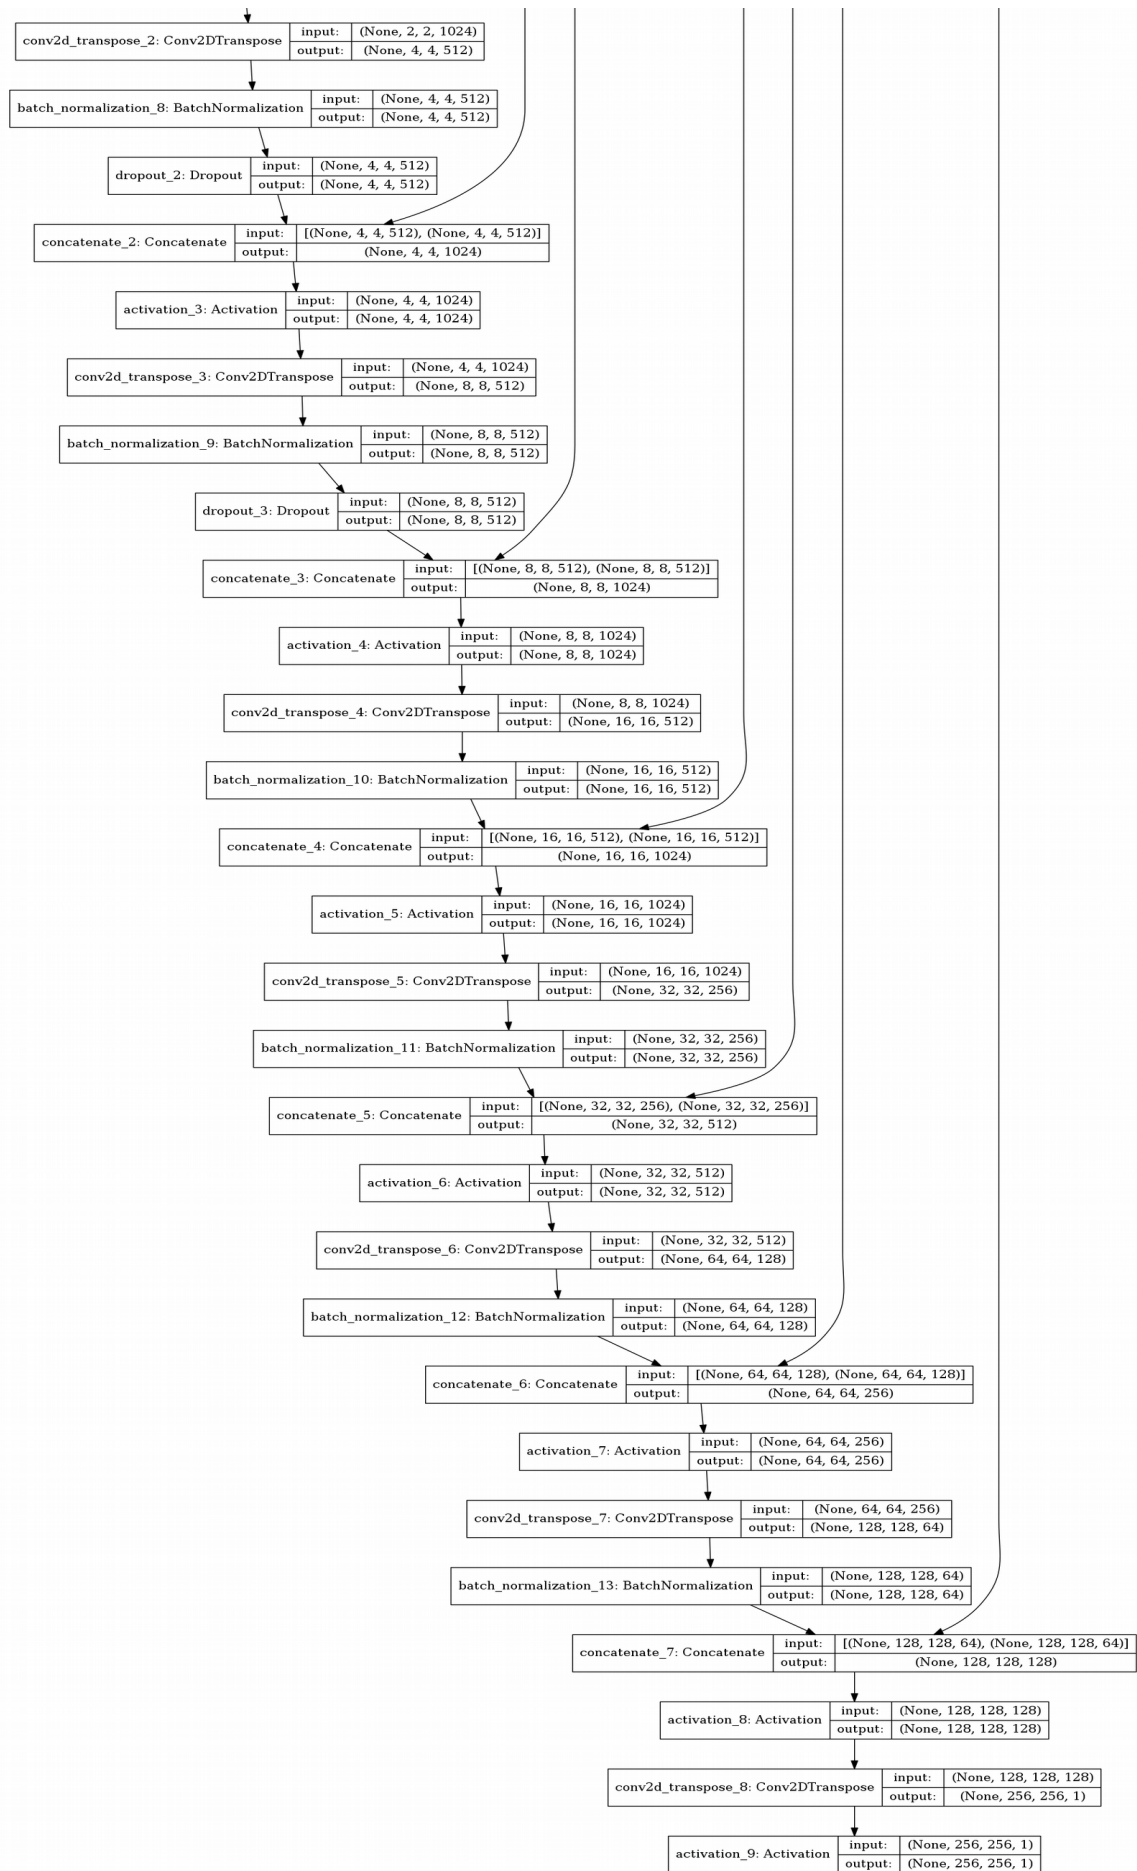 conv2d_transpose_2: Conv2DTranspose input: (None, 2, 2, 1024)
output: (None, 4, 4, 512)
batch_normalization_8: BatchNormalization input: (None, 4, 4, 512)
output: (None, 4, 4, 512)
dropout_2: Dropout input: (None, 4, 4, 512)
output: (None, 4, 4, 512)
concatenate_2: Concatenate input: [(None, 4, 4, 512), (None, 4, 4, 512)]
output: (None, 4, 4, 1024)
activation_3: Activation input: (None, 4, 4, 1024)
output: (None, 4, 4, 1024)
conv2d_transpose_3: Conv2DTranspose input: (None, 4, 4, 1024)
output: (None, 8, 8, 512)
batch_normalization_9: BatchNormalization input: (None, 8, 8, 512)
output: (None, 8, 8, 512)
dropout_3: Dropout input: (None, 8, 8, 512)
output: (None, 8, 8, 512)
concatenate_3: Concatenate input: [(None, 8, 8, 512), (None, 8, 8, 512)]
output: (None, 8, 8, 1024)
activation_4: Activation input: (None, 8, 8, 1024)
output: (None, 8, 8, 1024)
conv2d_transpose_4: Conv2DTranspose input: (None, 8, 8, 1024)
output: (None, 16, 16, 512)
batch_normalization_10: BatchNormalization input: (None, 16, 16, 512)
output: (None, 16, 16, 512)
concatenate_4: Concatenate input: [(None, 16, 16, 512), (None, 16, 16, 512)]
output: (None, 16, 16, 1024)
activation_5: Activation input: (None, 16, 16, 1024)
output: (None, 16, 16, 1024)
conv2d_transpose_5: Conv2DTranspose input: (None, 16, 16, 1024)
output: (None, 32, 32, 256)
batch_normalization_11: BatchNormalization input: (None, 32, 32, 256)
output: (None, 32, 32, 256)
concatenate_5: Concatenate input: [(None, 32, 32, 256), (None, 32, 32, 256)]
output: (None, 32, 32, 512)
activation_6: Activation input: (None, 32, 32, 512)
output: (None, 32, 32, 512)
conv2d_transpose_6: Conv2DTranspose input: (None, 32, 32, 512)
output: (None, 64, 64, 128)
batch_normalization_12: BatchNormalization input: (None, 64, 64, 128)
output: (None, 64, 64, 128)
concatenate_6: Concatenate input: [(None, 64, 64, 128), (None, 64, 64, 128)]
output: (None, 64, 64, 256)
activation_7: Activation input: (None, 64, 64, 256)
output: (None, 64, 64, 256)
conv2d_transpose_7: Conv2DTranspose input: (None, 64, 64, 256)
output: (None, 128, 128, 64)
batch_normalization_13: BatchNormalization input: (None, 128, 128, 64)
output: (None, 128, 128, 64)
concatenate_7: Concatenate input: [(None, 128, 128, 64), (None, 128, 128, 64)]
output: (None, 128, 128, 128)
activation_8: Activation input: (None, 128, 128, 128)
output: (None, 128, 128, 128)
conv2d_transpose_8: Conv2DTranspose input: (None, 128, 128, 128)
output: (None, 256, 256, 1)
activation_9: Activation input: (None, 256, 256, 1)
output: (None, 256, 256, 1)